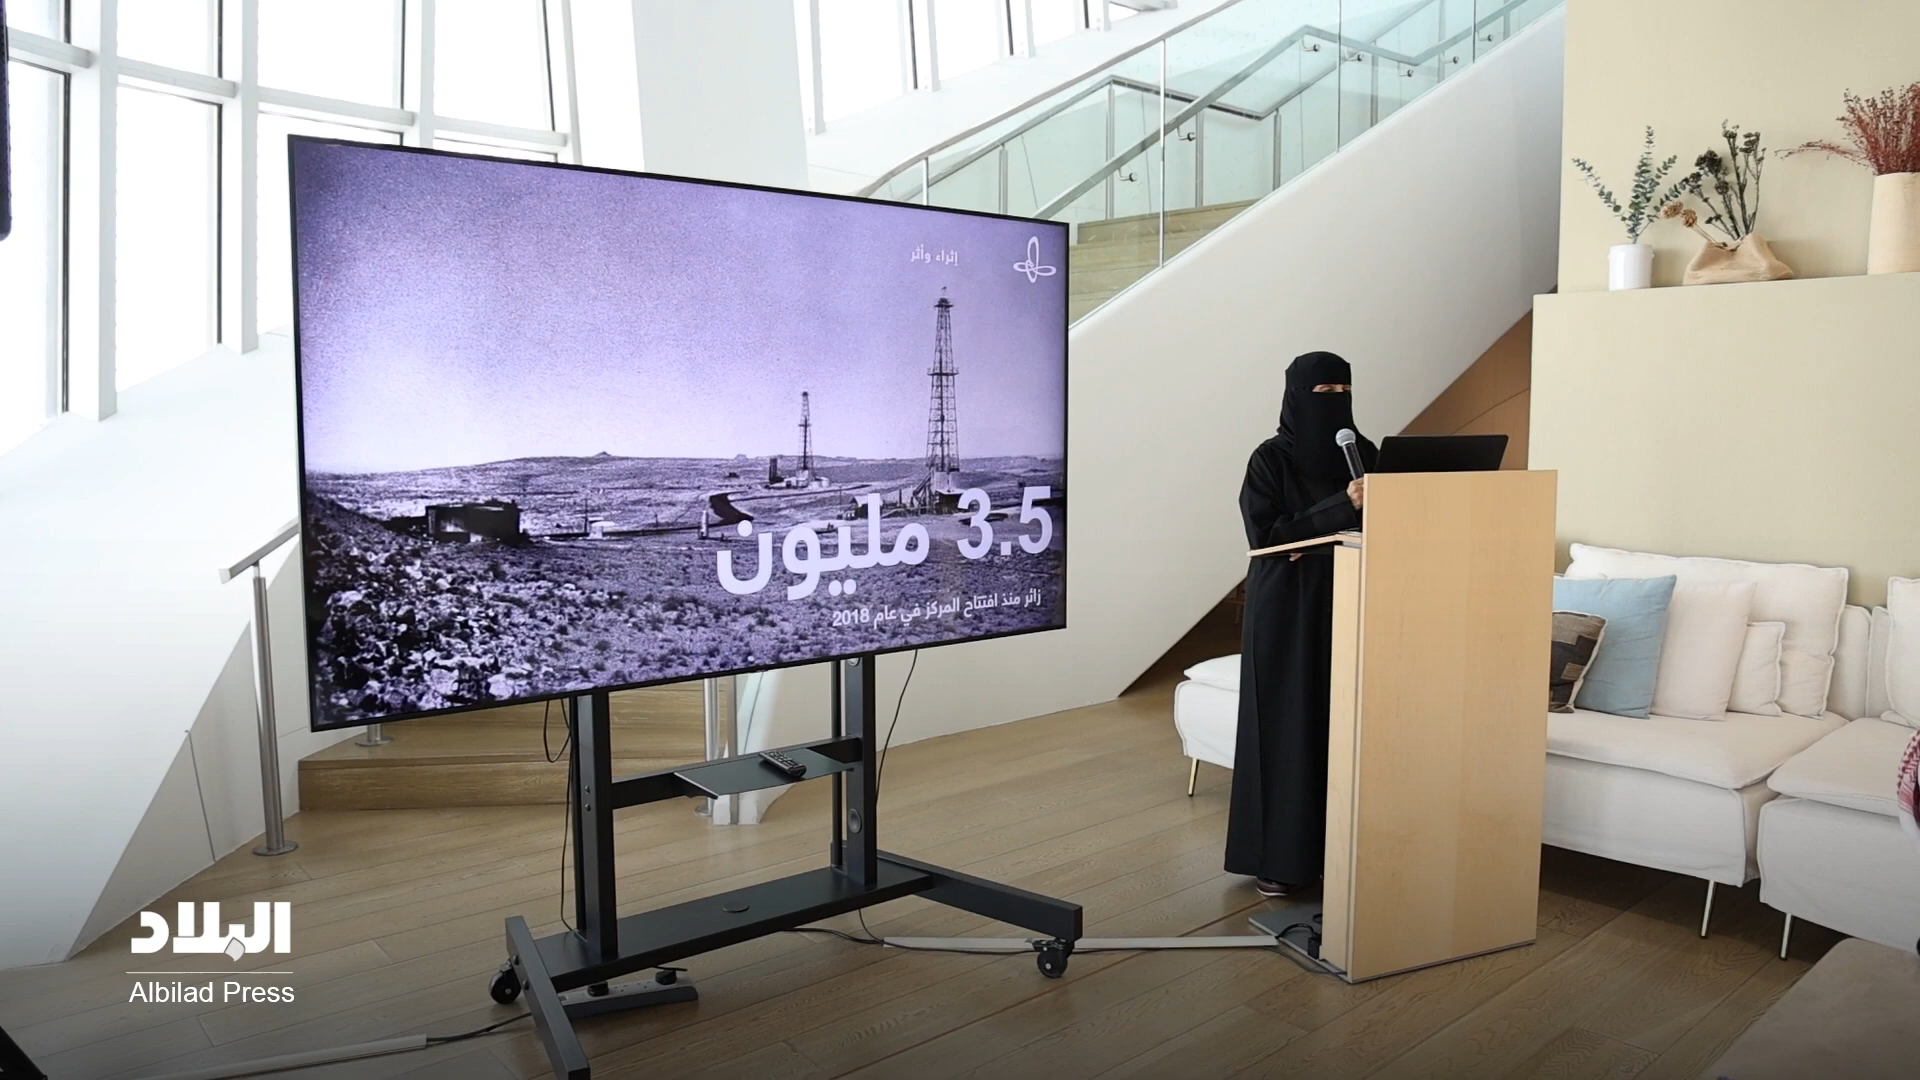 إثراء وأثر
3.5 مليون
زائر منذ افتتاح المركز في عام 2018
البلاد
Albilad Press